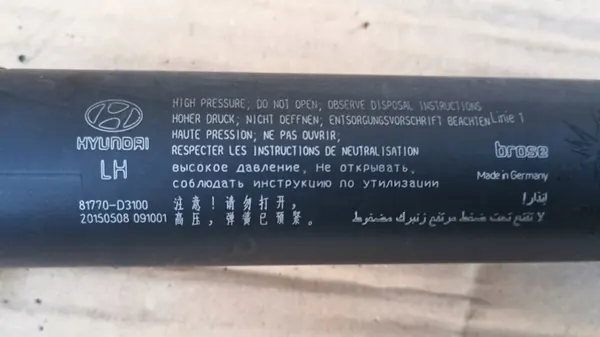 HIGH PRESSURE; DO NOT OPEN; OBSERVE DISPOSAL INSTRUCTIONS
HOHER DRUCK; NICHT OEFFNEN; ENTSORGUNGSVORSCHRIFT BEACHTEN Linie 1
HAUTE PRESSION; NE PAS OUVRIR;
RESPECTER LES INSTRUCTIONS DE NEUTRALISATION
высокое давление, Не открывать,
соблюдать инструкцию по утилизации
注意！请勿打开，
高压，弹簧已预紧。
HYUNDAI
LH
81770-D3100
20150508 091001
brose
Made in Germany
إنذارا
لا تفتح تحت ضغط مرتفع زنبرك مضغوط